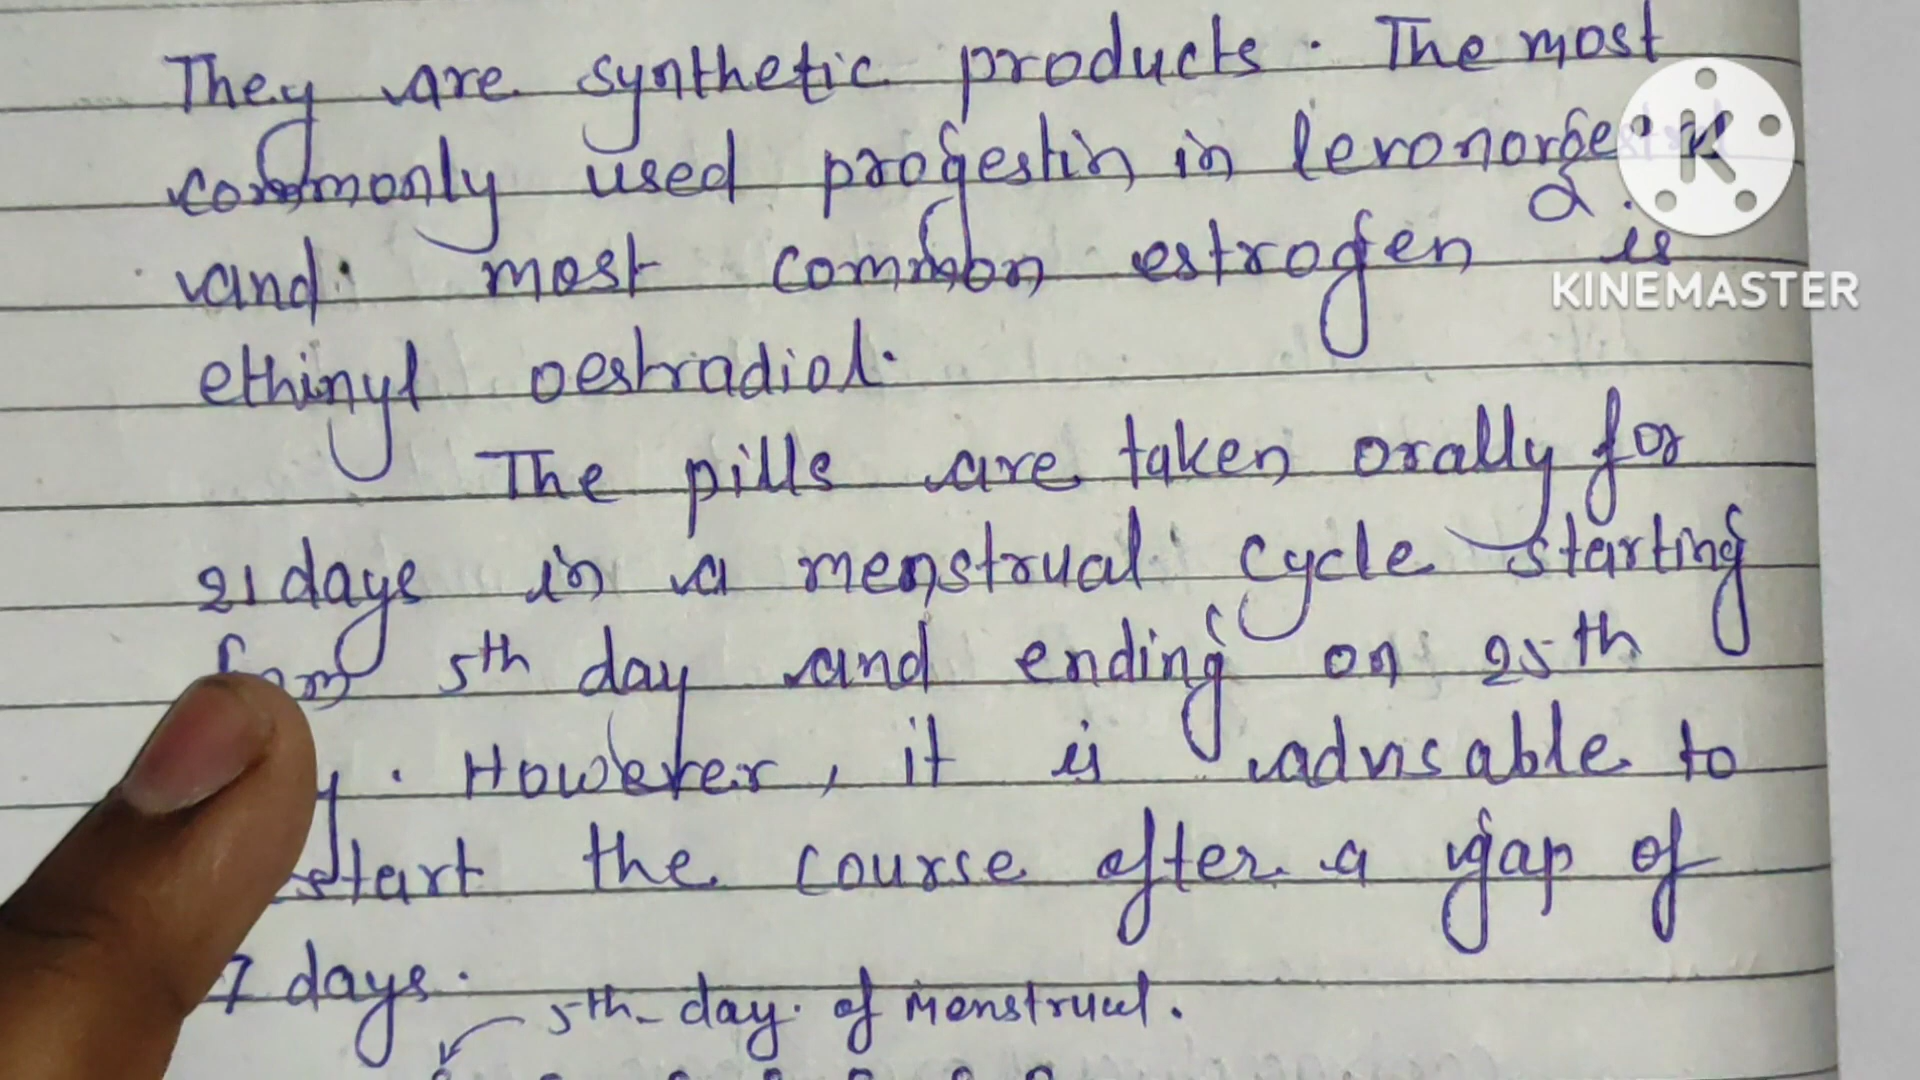 They are synthetic products. The most
commonly used progestin in levonorge
and most common estrogen is
ethinyl oestradiol.
The pills are taken orally for
21 days in a menstrual cycle starting
from 5th day and ending on 25th
. However, it is advisable to
start the course after a gap of
7 days.
5th day of menstrual.
K
KINEMASTER